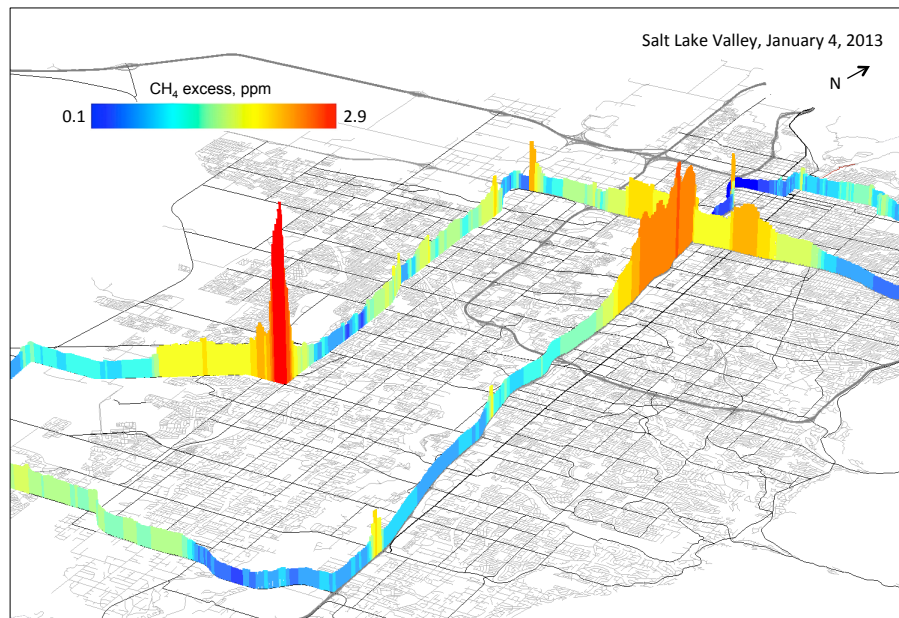 Salt Lake Valley, January 4, 2013
N
CH₄ excess, ppm
0.1 2.9